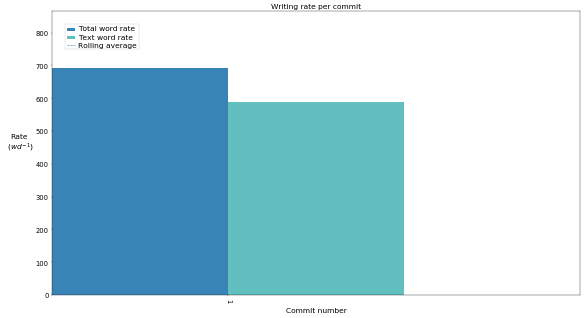 Writing rate per commit
Total word rate
Text word rate
Rolling average
800
700
600
500
400
300
200
100
0
Rate
(wd⁻¹)
1
Commit number